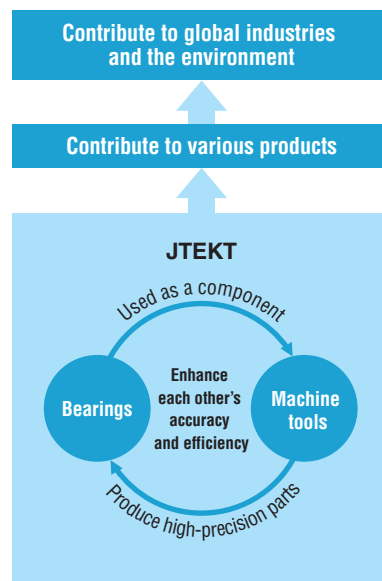 Contribute to global industries
and the environment
Contribute to various products
JTEKT
Used as a component
Enhance
each other's
accuracy
and efficiency
Bearings
Machine
tools
Produce high-precision parts